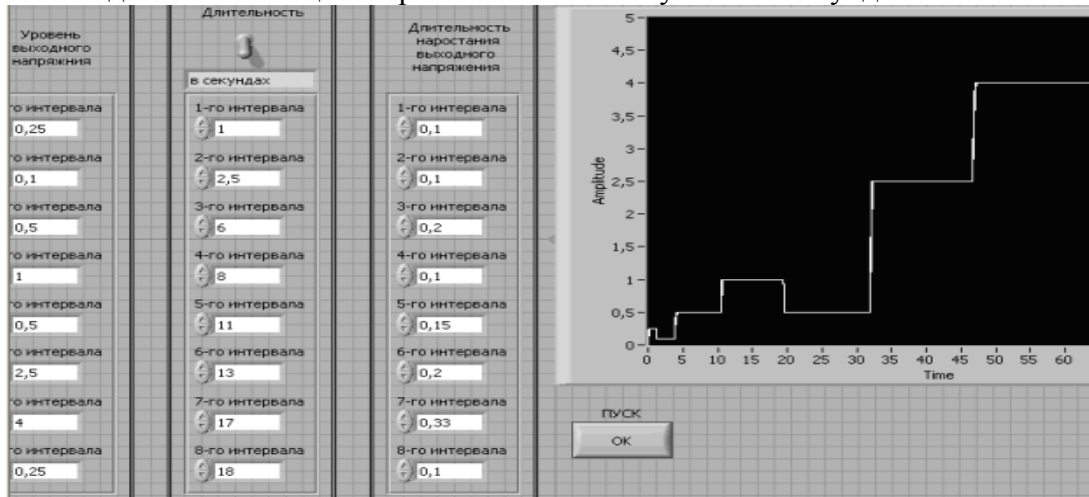 Длительность
Уровень
выходного
напряжния
в секундах
Длительность
наростания
выходного
напряжения
го интервала
0,25
го интервала
0,1
го интервала
0,5
го интервала
1
го интервала
0,5
го интервала
2,5
го интервала
4
го интервала
0,25
1-го интервала
1
2-го интервала
2,5
3-го интервала
6
4-го интервала
8
5-го интервала
11
6-го интервала
13
7-го интервала
17
8-го интервала
18
1-го интервала
0,1
2-го интервала
0,1
3-го интервала
0,2
4-го интервала
0,1
5-го интервала
0,15
6-го интервала
0,2
7-го интервала
0,33
8-го интервала
0,1
Amplitude
5
4,5
4
3,5
3
2,5
2
1,5
1
0,5
0
0 5 10 15 20 25 30 35 40 45 50 55 60
Time
ПУСК
OK